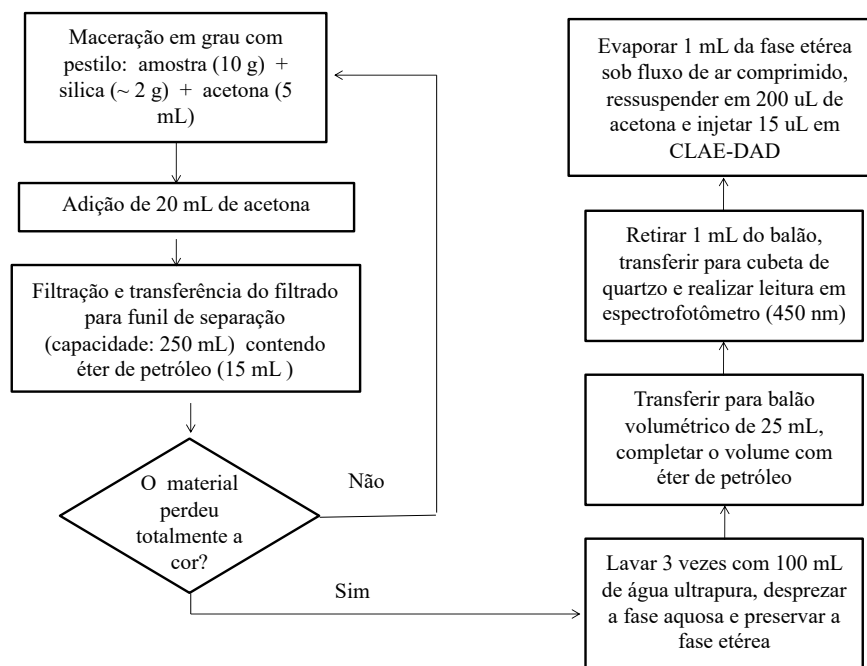 Maceração em grau com
pestilo: amostra (10 g) +
silica (~ 2 g) + acetona (5
mL)
Adição de 20 mL de acetona
Filtração e transferência do filtrado
para funil de separação
(capacidade: 250 mL) contendo
éter de petróleo (15 mL )
O material
perdeu
totalmente a
cor?
Não
Sim
Lavar 3 vezes com 100 mL
de água ultrapura, desprezar
a fase aquosa e preservar a
fase etérea
Transferir para balão
volumétrico de 25 mL,
completar o volume com
éter de petróleo
Retirar 1 mL do balão,
transferir para cubeta de
quartzo e realizar leitura em
espectrofotômetro (450 nm)
Evaporar 1 mL da fase etérea
sob fluxo de ar comprimido,
ressuspender em 200 uL de
acetona e injetar 15 uL em
CLAE-DAD